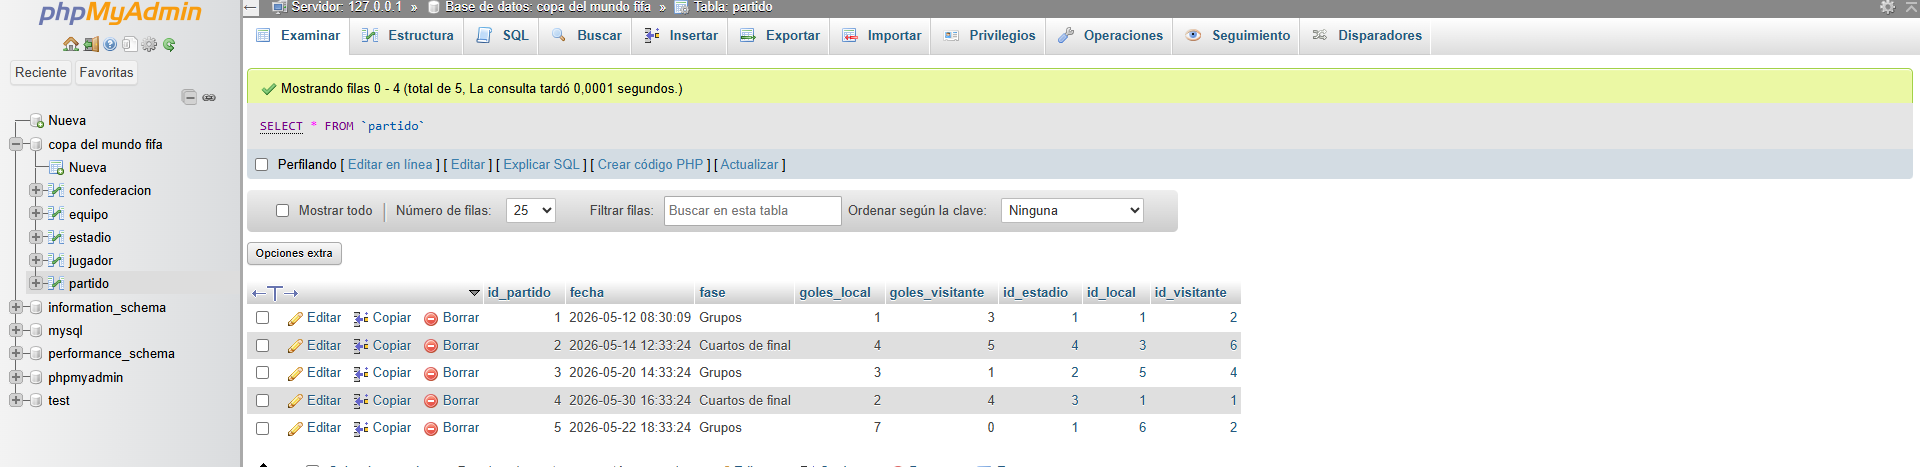 phpMyAdmin
Reciente Favoritas
Nueva
copa del mundo fifa
Nueva
confederacion
equipo
estadio
jugador
partido
information_schema
mysql
performance_schema
phpmyadmin
test
Servidor: 127.0.0.1 » Base de datos: copa del mundo fifa » Tabla: partido
Examinar Estructura SQL Buscar Insertar Exportar Importar Privilegios Operaciones Seguimiento Disparadores
Mostrando filas 0 - 4 (total de 5, La consulta tardó 0,0001 segundos.)
SELECT * FROM `partido`
Perfilando [ Editar en línea ] [ Editar ] [ Explicar SQL ] [ Crear código PHP ] [ Actualizar ]
Mostrar todo | Número de filas: 25 Filtrar filas: Buscar en esta tabla Ordenar según la clave: Ninguna
Opciones extra
←T→ id_partido fecha fase goles_local goles_visitante id_estadio id_local id_visitante
Editar Copiar Borrar 1 2026-05-12 08:30:09 Grupos 1 3 1 1 2
Editar Copiar Borrar 2 2026-05-14 12:33:24 Cuartos de final 4 5 4 3 6
Editar Copiar Borrar 3 2026-05-20 14:33:24 Grupos 3 1 2 5 4
Editar Copiar Borrar 4 2026-05-30 16:33:24 Cuartos de final 2 4 3 1 1
Editar Copiar Borrar 5 2026-05-22 18:33:24 Grupos 7 0 1 6 2